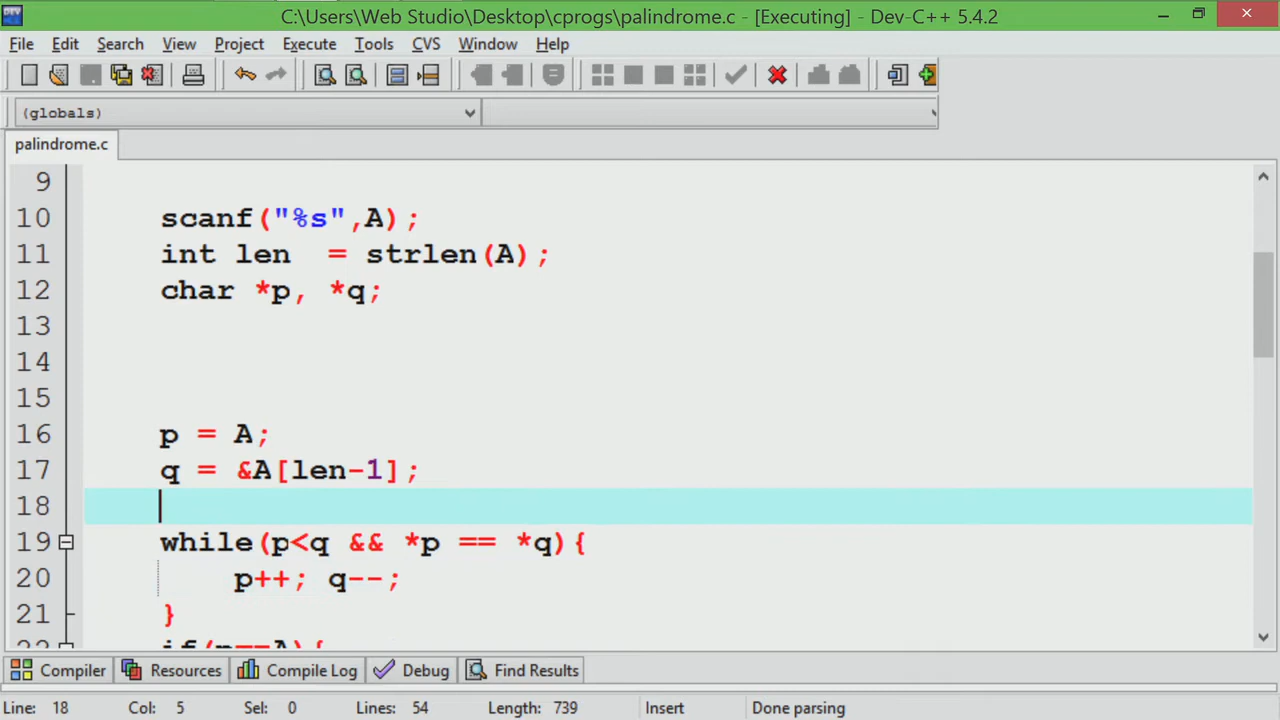 DEV
C:\Users\Web Studio\Desktop\cprogs\palindrome.c - [Executing] - Dev-C++ 5.4.2
File Edit Search View Project Execute Tools CVS Window Help
(globals)
palindrome.c
9
10 scanf("%s",A);
11 int len  = strlen(A);
12 char *p, *q;
13
14
15
16 p = A;
17 q = &A[len-1];
18
19 while(p<q && *p == *q){
20 p++; q--;
21 }
22 if(p==A){
Compiler Resources Compile Log Debug Find Results
Line: 18 Col: 5 Sel: 0 Lines: 54 Length: 739 Insert Done parsing